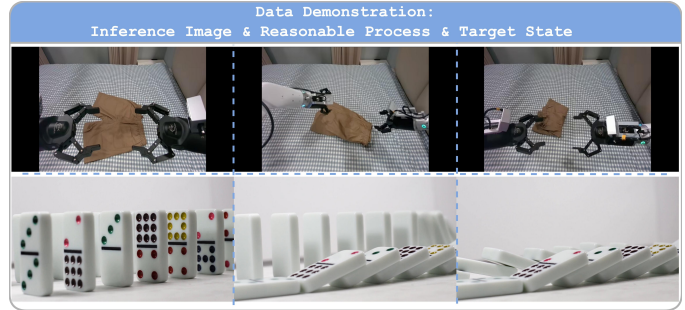 Data Demonstration:
Inference Image & Reasonable Process & Target State